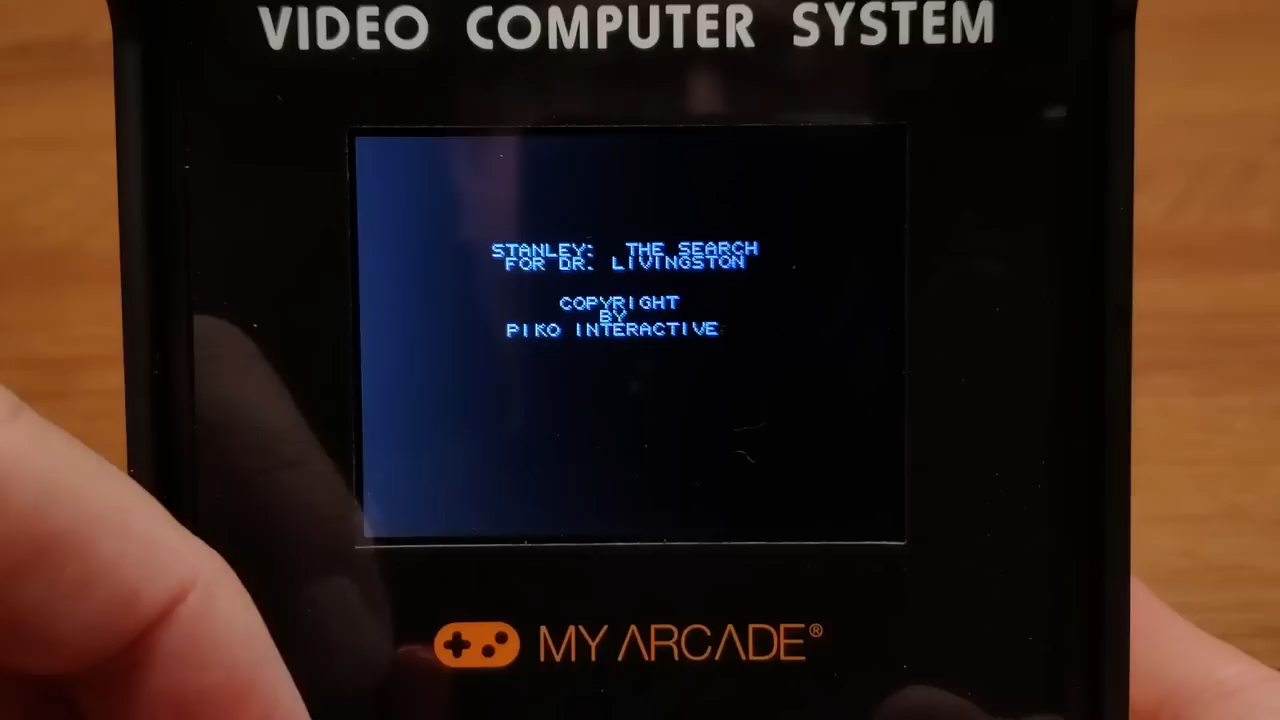 VIDEO COMPUTER SYSTEM
STANLEY: THE SEARCH
FOR DR. LIVINGSTON
COPYRIGHT
BY
PIKO INTERACTIVE
MY ARCADE®